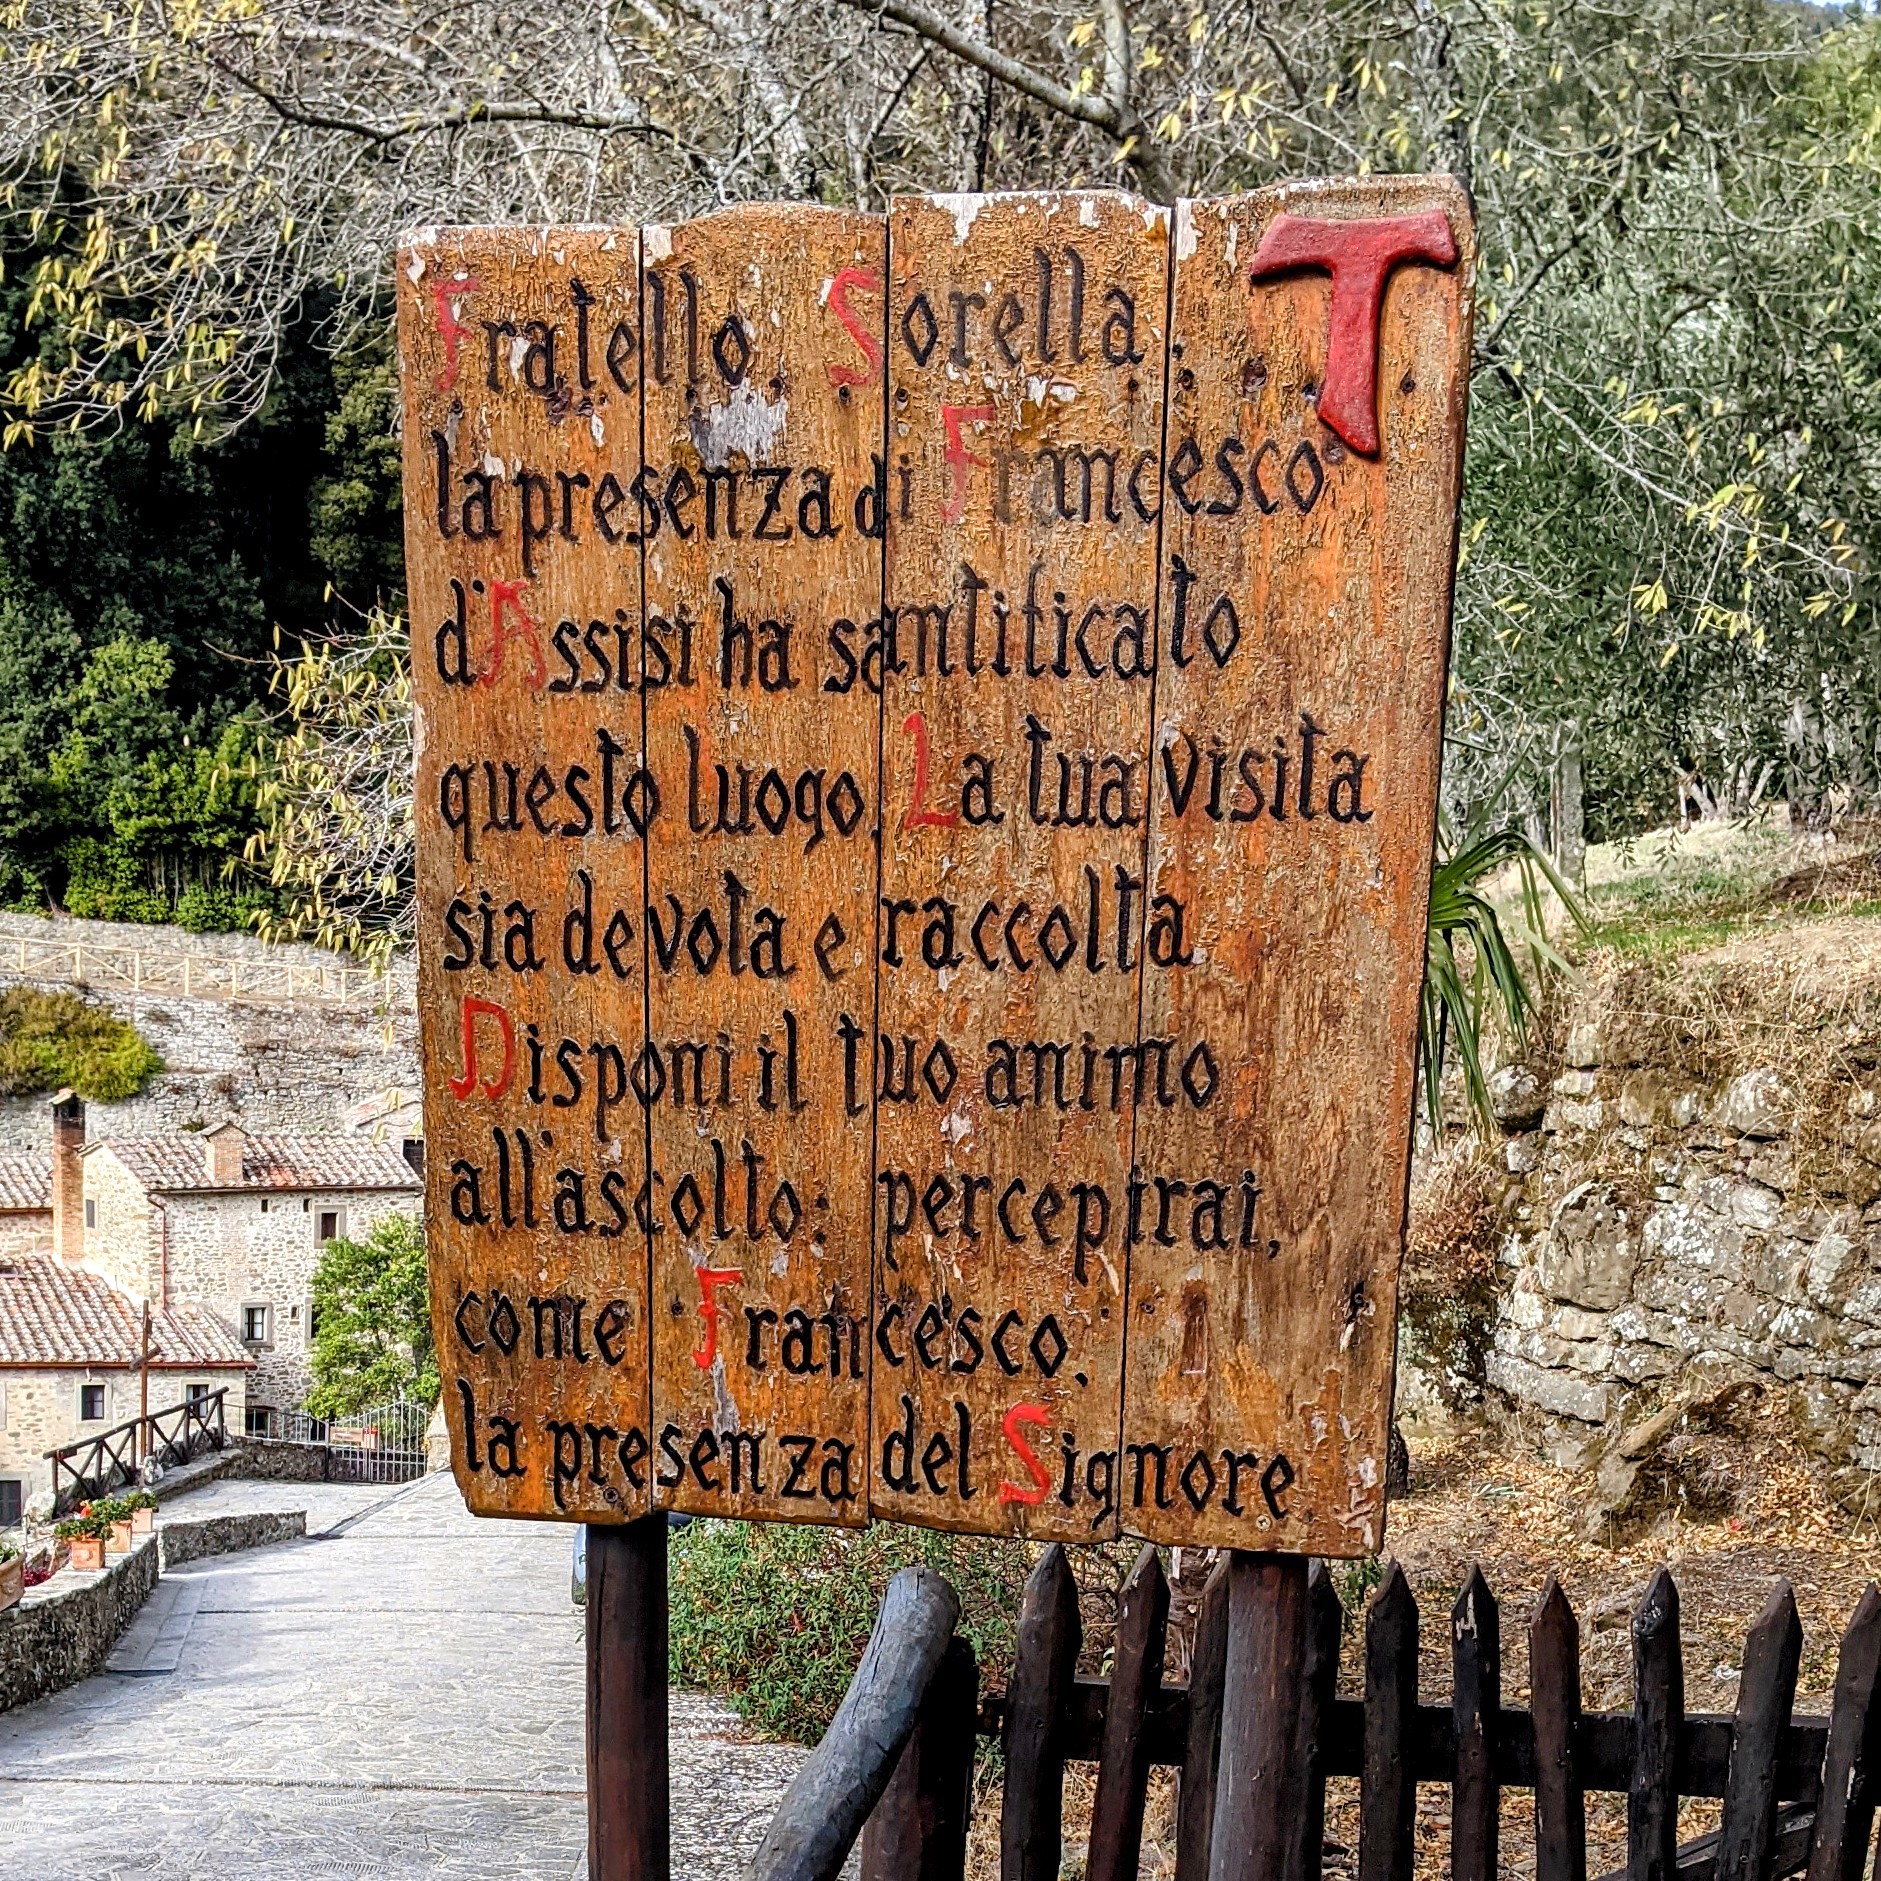 Fratello, Sorella:
la presenza di Francesco
d'Assisi ha santificato
questo luogo. La tua visita
sia devota e raccolta
Disponi il tuo animo
all'ascolto: percepirai,
come Francesco,
la presenza del Signore